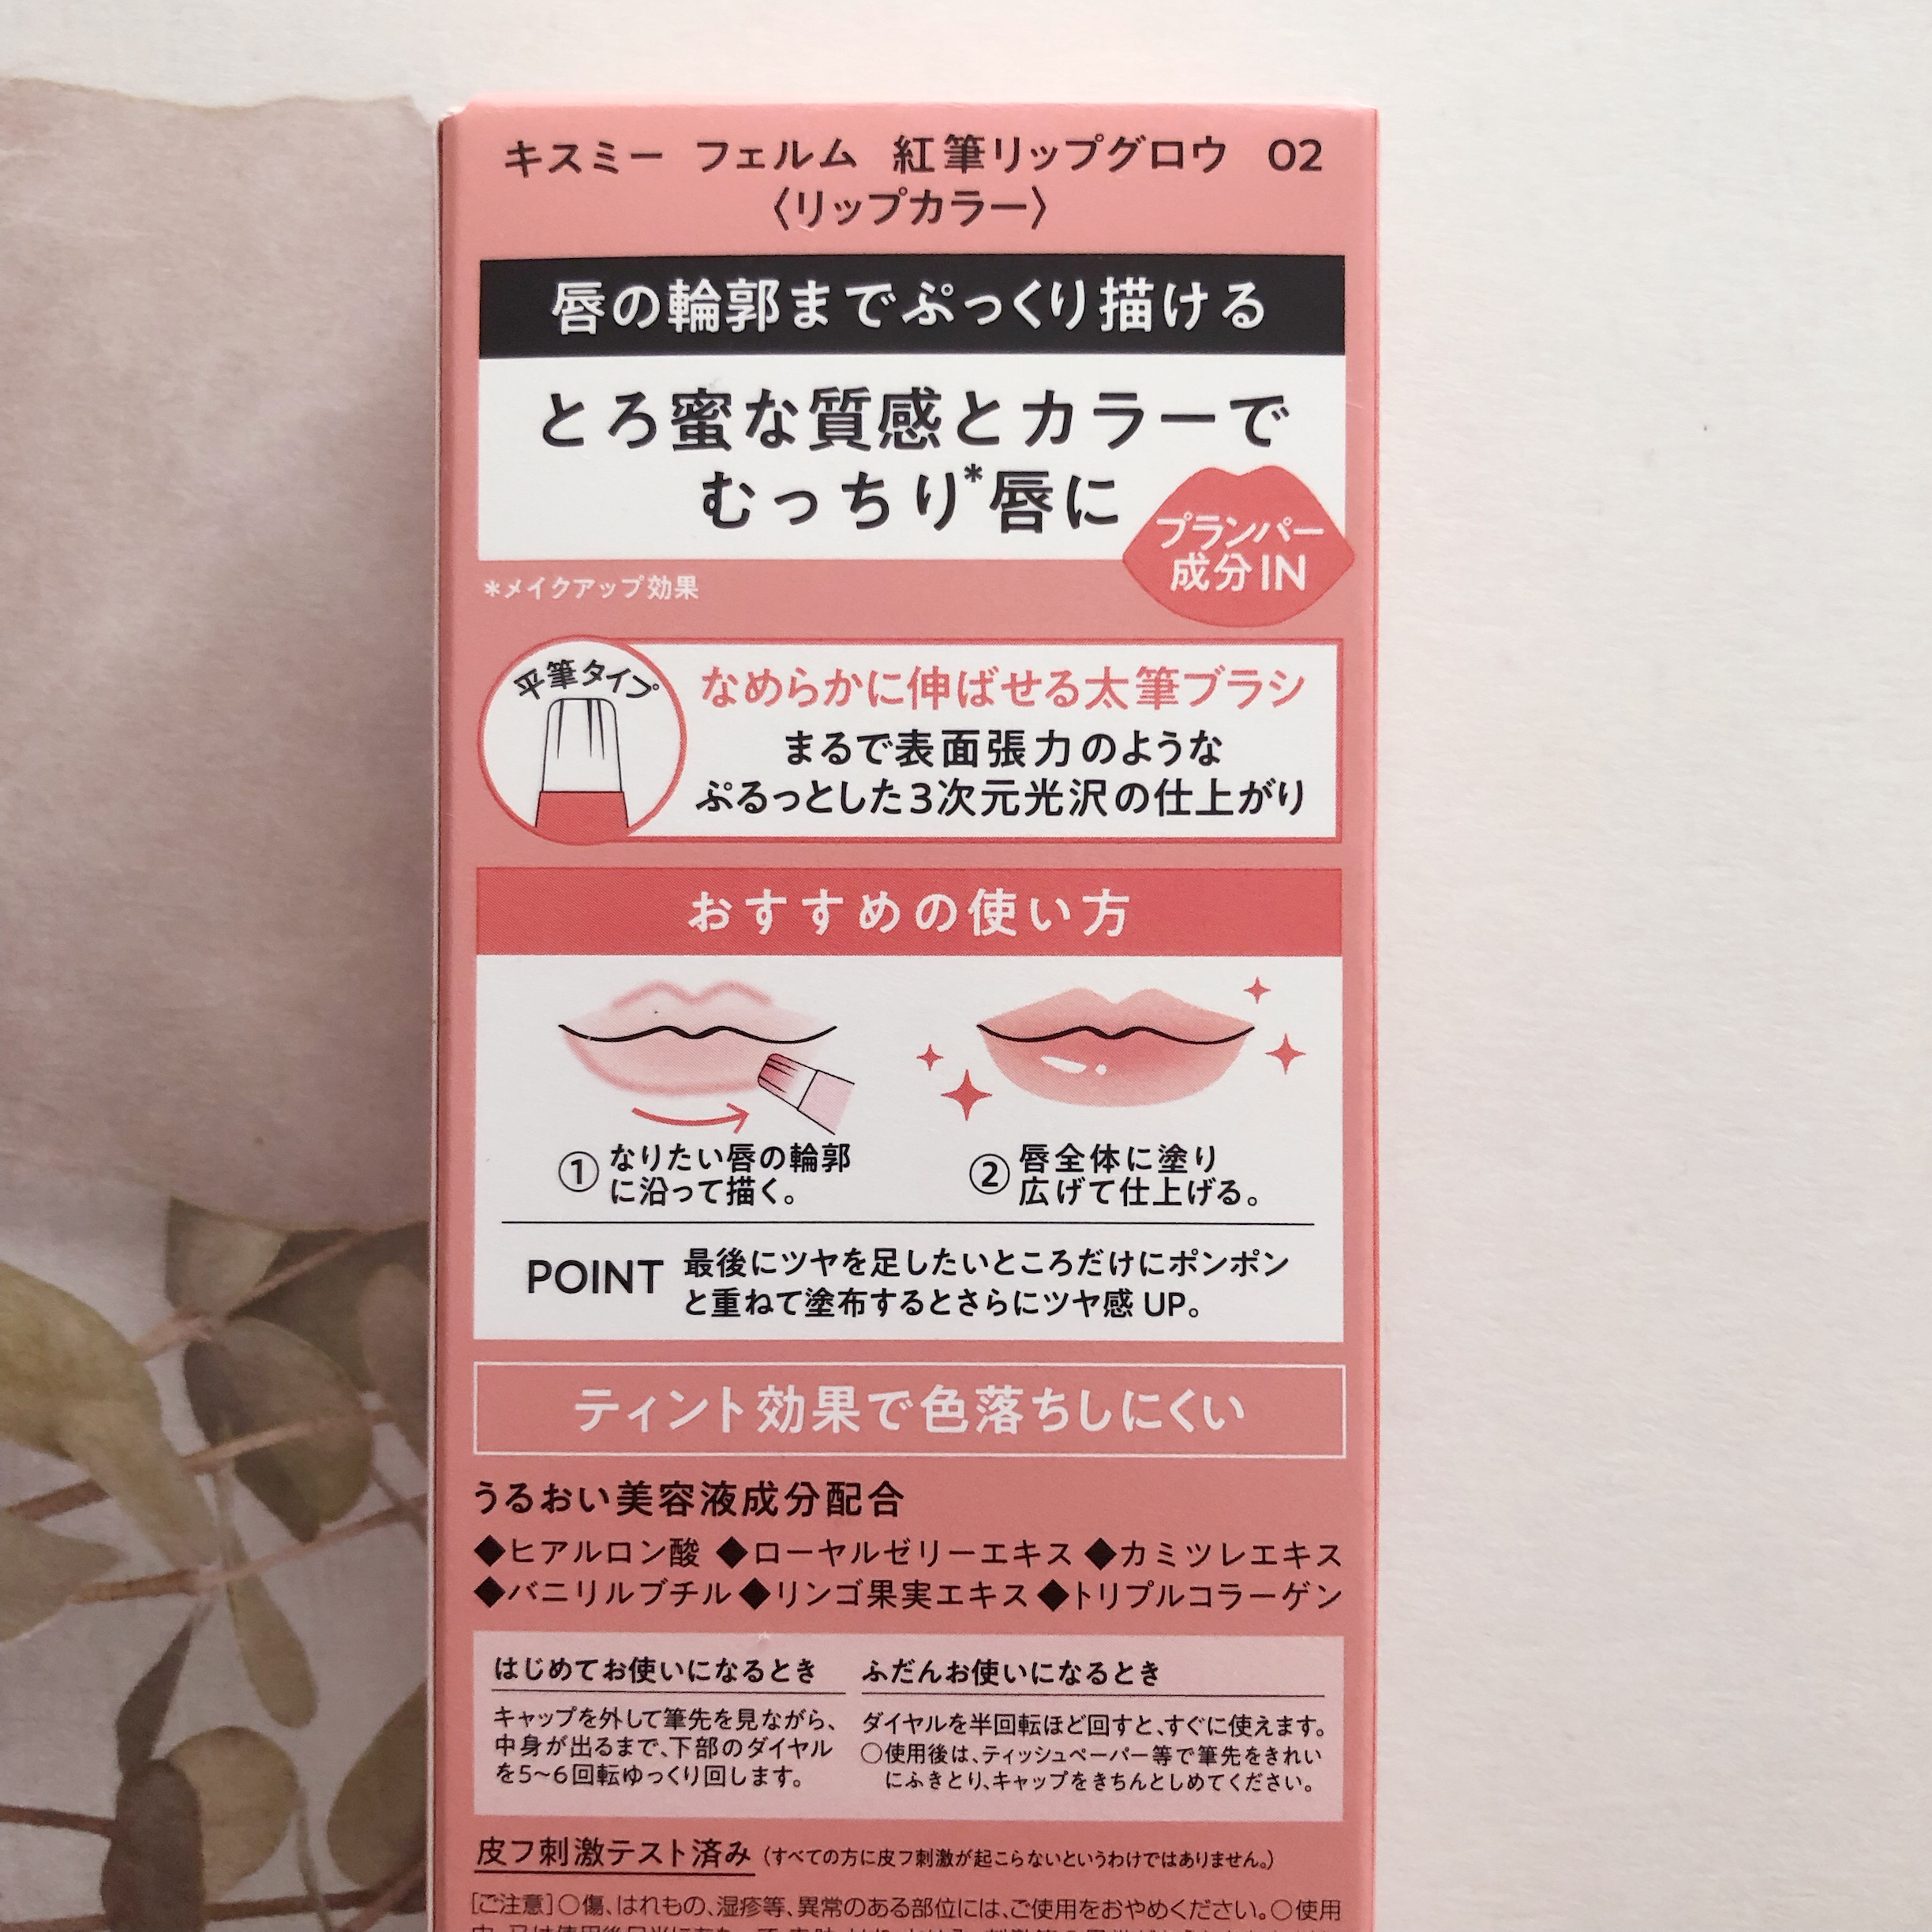 キスミー フェルム 紅筆リップグロウ 02
〈リップカラー〉
唇の輪郭までぷっくり描ける
とろ蜜な質感とカラーで
むっちり*唇に
プランパー
成分IN
*メイクアップ効果
平筆タイプ
なめらかに伸ばせる太筆ブラシ
まるで表面張力のような
ぷるっとした3次元光沢の仕上がり
おすすめの使い方
①なりたい唇の輪郭
に沿って描く。
②唇全体に塗り
広げて仕上げる。
POINT 最後にツヤを足したいところだけにポンポン
と重ねて塗布するとさらにツヤ感UP。
ティント効果で色落ちしにくい
うるおい美容液成分配合
◆ヒアルロン酸 ◆ローヤルゼリーエキス ◆カミツレエキス
◆バニリルブチル ◆リンゴ果実エキス ◆トリプルコラーゲン
はじめてお使いになるとき
キャップを外して筆先を見ながら、
中身が出るまで、下部のダイヤル
を5～6回転ゆっくり回します。
ふだんお使いになるとき
ダイヤルを半回転ほど回すと、すぐに使えます。
○使用後は、ティッシュペーパー等で筆先をきれい
にふきとり、キャップをきちんとしめてください。
皮フ刺激テスト済み（すべての方に皮フ刺激が起こらないというわけではありません。）
[ご注意]○傷、はれもの、湿疹等、異常のある部位には、ご使用をおやめください。○使用